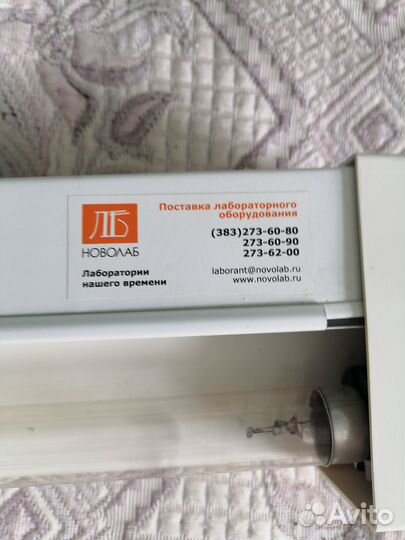 ЛБ
НОВОЛАБ
Лаборатории
нашего времени
Поставка лабораторного
оборудования
(383)273-60-80
273-60-90
273-62-00
laborant@novolab.ru
www.novolab.ru
Avito